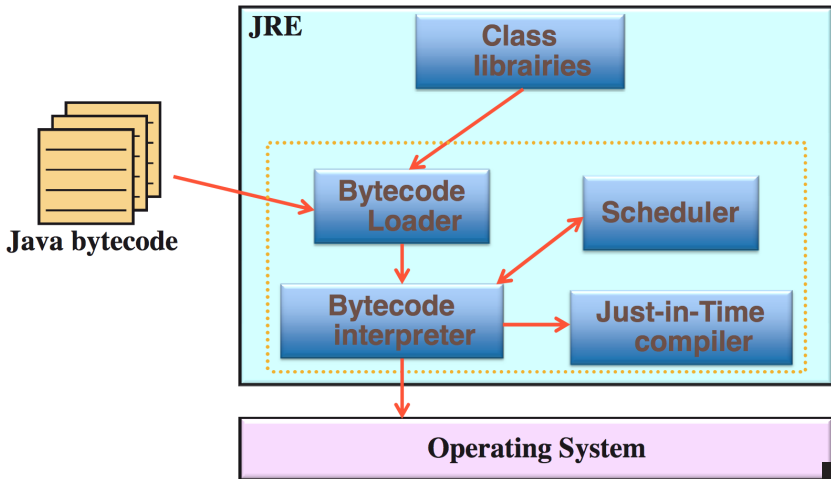 JRE
Class
librairies
Java bytecode
Bytecode
Loader
Scheduler
Bytecode
interpreter
Just-in-Time
compiler
Operating System